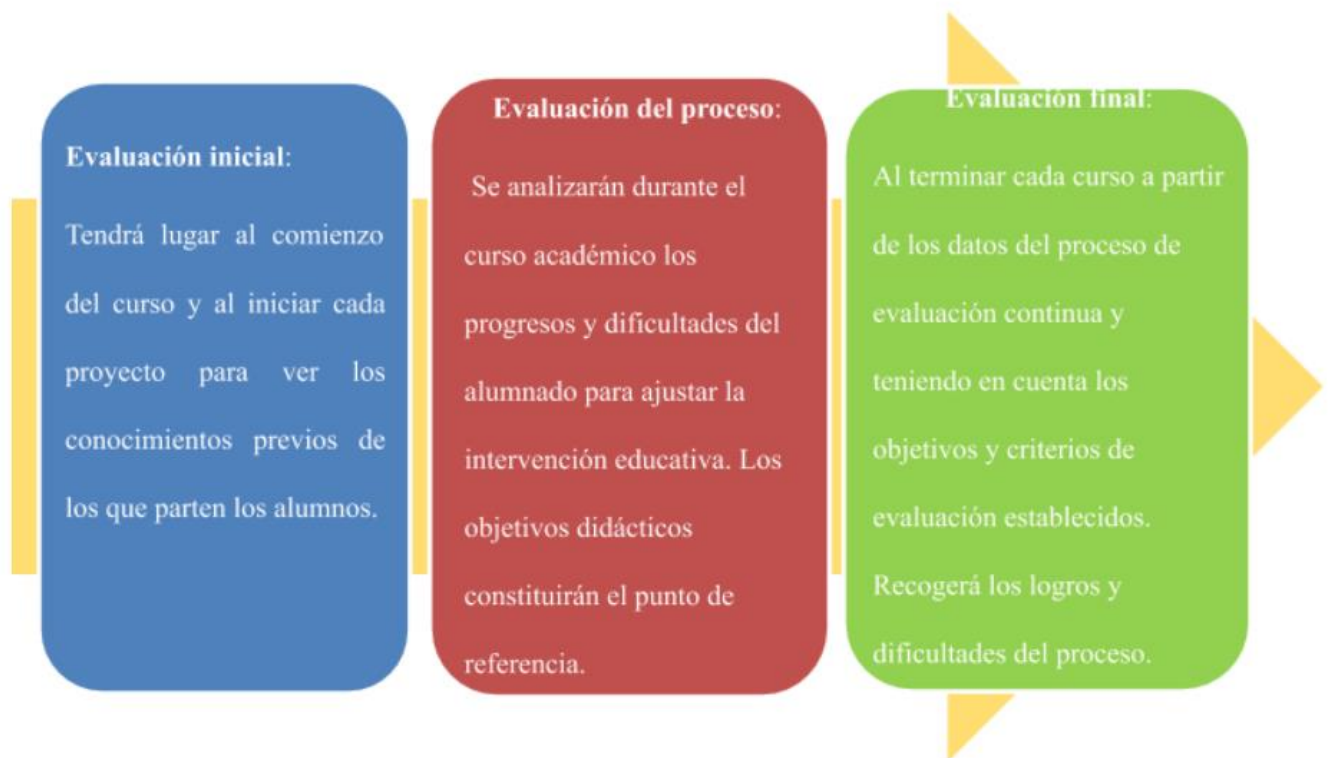 Evaluación inicial:
Tendrá lugar al comienzo
del curso y al iniciar cada
proyecto para ver los
conocimientos previos de
los que parten los alumnos.
Evaluación del proceso:
Se analizarán durante el
curso académico los
progresos y dificultades del
alumnado para ajustar la
intervención educativa. Los
objetivos didácticos
constituirán el punto de
referencia.
Evaluación final:
Al terminar cada curso a partir
de los datos del proceso de
evaluación continua y
teniendo en cuenta los
objetivos y criterios de
evaluación establecidos.
Recogerá los logros y
dificultades del proceso.